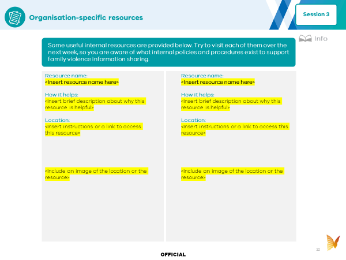 Organisation-specific resources
Session 3
Info
Some useful internal resources are provided below. Try to visit each of them over the
next week, so you are aware of what internal policies and procedures exist to support
family violence information sharing.
Resource name:
<Insert resource name here>
How it helps:
<Insert brief description about why this
resource is helpful>
Location:
<Insert instructions or a link to access
this resource>
<Include an image of the location or the
resource>
Resource name:
<Insert resource name here>
How it helps:
<Insert brief description about why this
resource is helpful>
Location:
<Insert instructions or a link to access this
resource>
<Include an image of the location or the
resource>
OFFICIAL